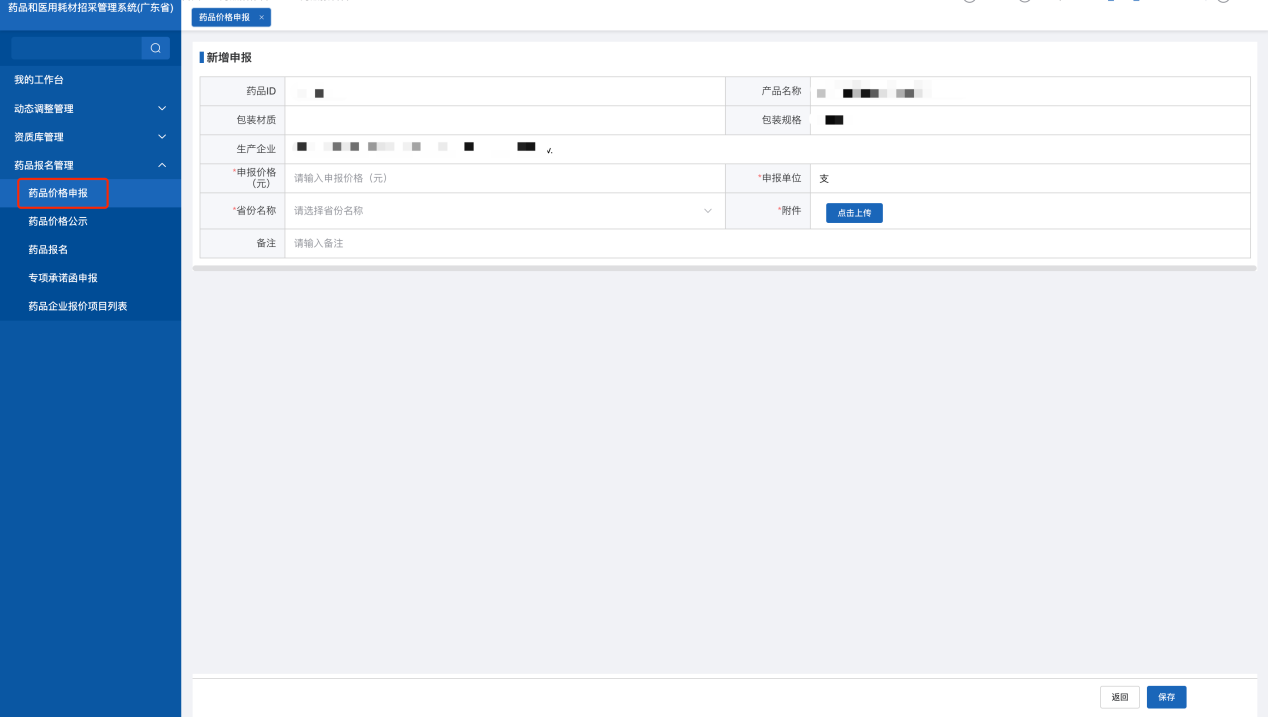 药品和医用耗材招采管理系统(广东省)
药品价格申报 ×
我的工作台
动态调整管理
资质库管理
药品报名管理
药品价格申报
药品价格公示
药品报名
专项承诺函申报
药品企业报价项目列表
新增申报
药品ID
产品名称
包装材质
包装规格
生产企业
*申报价格（元）
请输入申报价格（元）
*申报单位
支
*省份名称
请选择省份名称
*附件
点击上传
备注
请输入备注
返回
保存